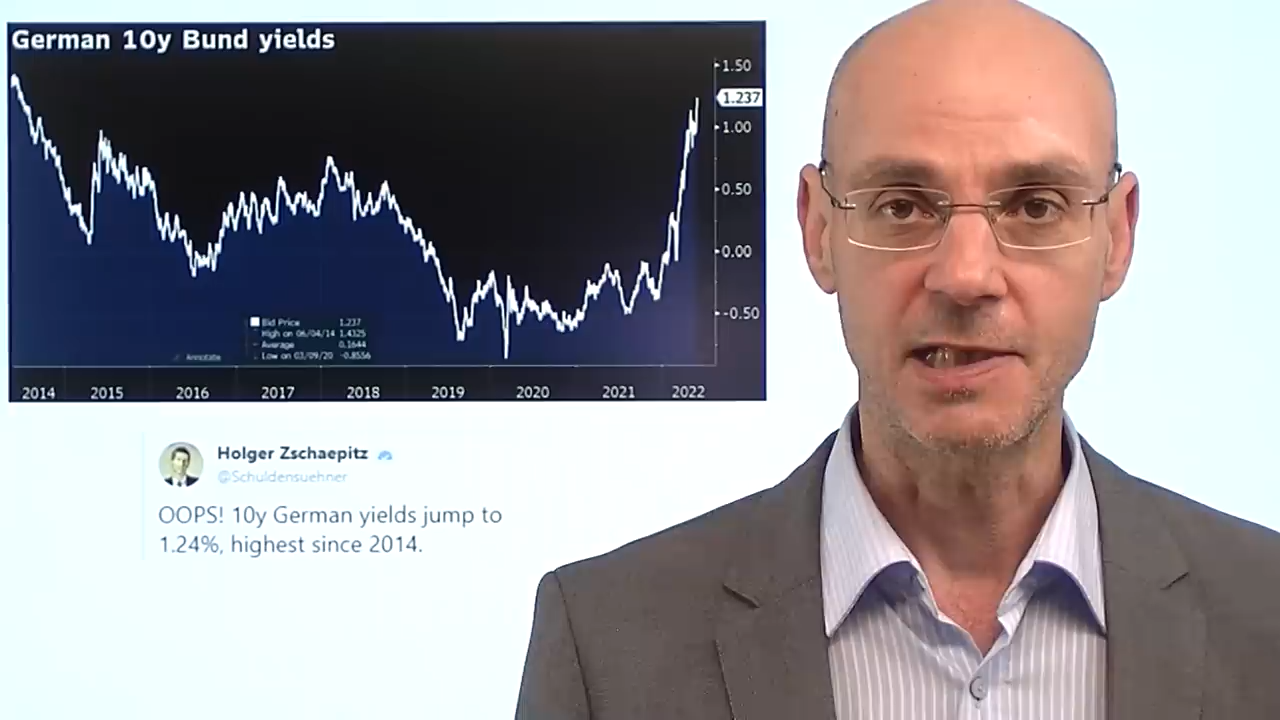 German 10y Bund yields
1.50
1.237
1.00
0.50
0.00
-0.50
Bid Price 1.237
High on 06/04/14 1.4325
Average 0.1644
Low on 03/09/20 -0.8556
Annotate
2014 2015 2016 2017 2018 2019 2020 2021 2022
Holger Zschaepitz
@Schuldensuehner
OOPS! 10y German yields jump to
1.24%, highest since 2014.